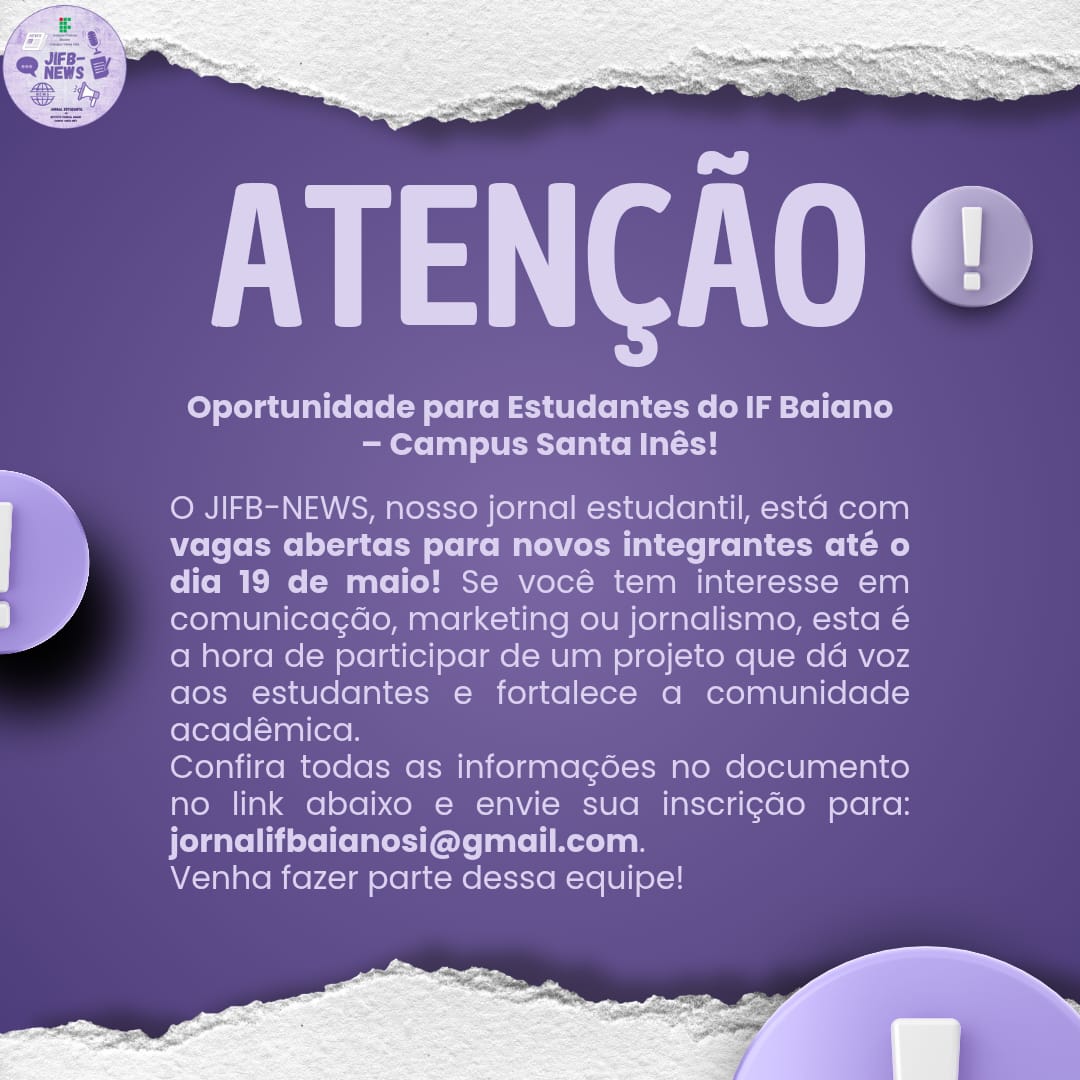 JIFB-
NEWS
ATENÇÃO
!
Oportunidade para Estudantes do IF Baiano
– Campus Santa Inês!
O JIFB-NEWS, nosso jornal estudantil, está com
vagas abertas para novos integrantes até o
dia 19 de maio! Se você tem interesse em
comunicação, marketing ou jornalismo, esta é
a hora de participar de um projeto que dá voz
aos estudantes e fortalece a comunidade
acadêmica.
Confira todas as informações no documento
no link abaixo e envie sua inscrição para:
jornalifbaianosi@gmail.com.
Venha fazer parte dessa equipe!